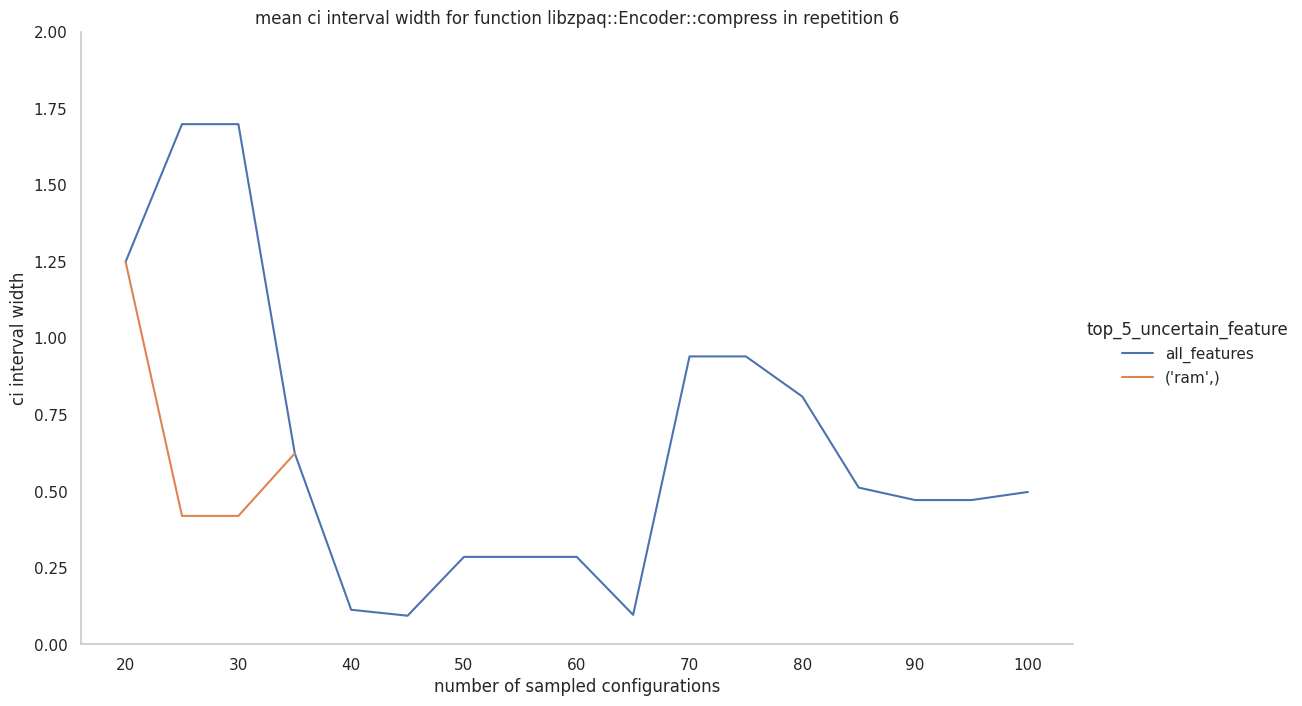 mean ci interval width for function libzpaq::Encoder::compress in repetition 6
2.00
1.75
1.50
1.25
1.00
0.75
0.50
0.25
0.00
ci interval width
20 30 40 50 60 70 80 90 100
number of sampled configurations
top_5_uncertain_feature
all_features
('ram',)